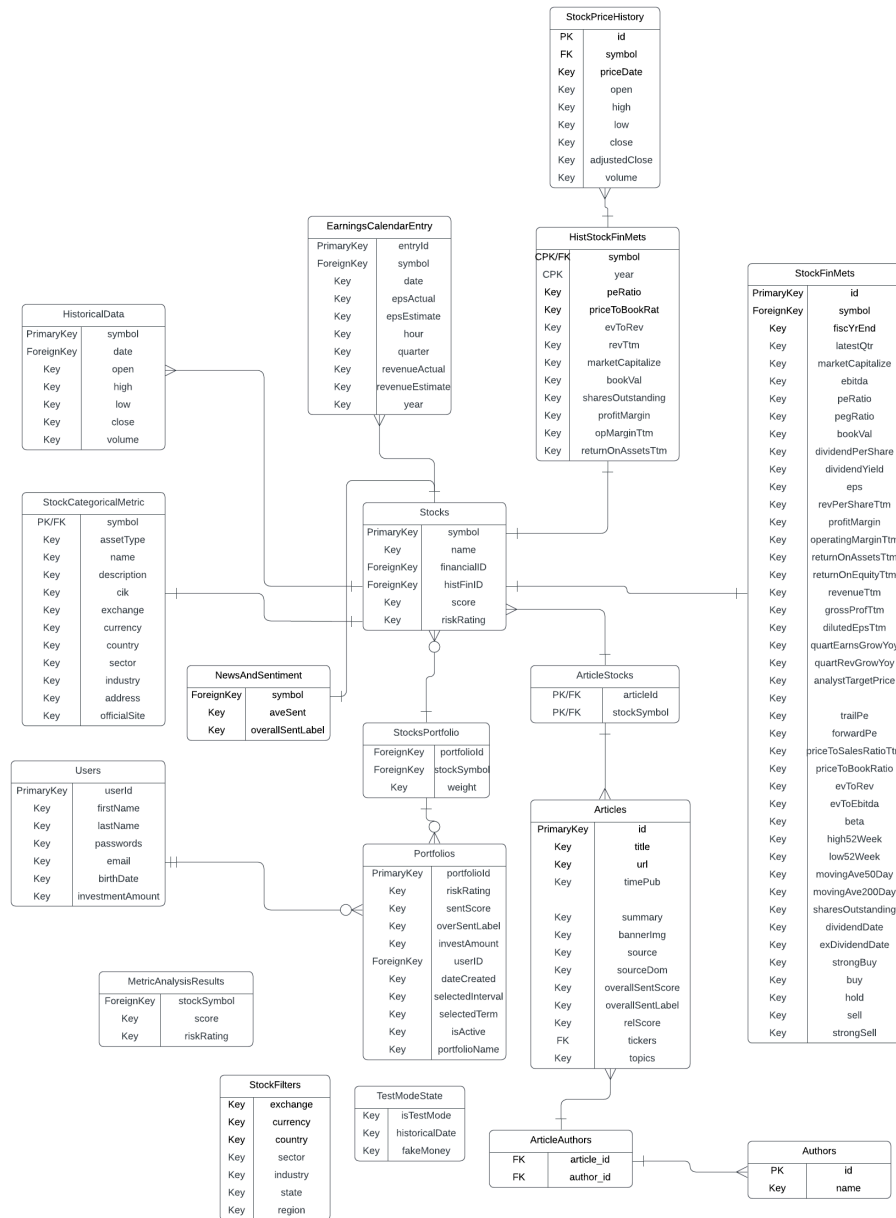 StockPriceHistory
PK id
FK symbol
Key priceDate
Key open
Key high
Key low
Key close
Key adjustedClose
Key volume
EarningsCalendarEntry
PrimaryKey entryId
ForeignKey symbol
Key date
Key epsActual
Key epsEstimate
Key hour
Key quarter
Key revenueActual
Key revenueEstimate
Key year
HistStockFinMets
CPK/FK symbol
CPK year
Key peRatio
Key priceToBookRat
Key evToRev
Key revTtm
Key marketCapitalize
Key bookVal
Key sharesOutstanding
Key profitMargin
Key opMarginTtm
Key returnOnAssetsTtm
StockFinMets
PrimaryKey id
ForeignKey symbol
Key fiscYrEnd
Key latestQtr
Key marketCapitalize
Key ebitda
Key peRatio
Key pegRatio
Key bookVal
Key dividendPerShare
Key dividendYield
Key eps
Key revPerShareTtm
Key profitMargin
Key operatingMarginTtm
Key returnOnAssetsTtm
Key returnOnEquityTtm
Key revenueTtm
Key grossProfTtm
Key dilutedEpsTtm
Key quartEarnsGrowYoy
Key quartRevGrowYoy
Key analystTargetPrice
Key
Key trailPe
Key forwardPe
Key priceToSalesRatioTtm
Key priceToBookRatio
Key evToRev
Key evToEbitda
Key beta
Key high52Week
Key low52Week
Key movingAve50Day
Key movingAve200Day
Key sharesOutstanding
Key dividendDate
Key exDividendDate
Key strongBuy
Key buy
Key hold
Key sell
Key strongSell
HistoricalData
PrimaryKey symbol
ForeignKey date
Key open
Key high
Key low
Key close
Key volume
StockCategoricalMetric
PK/FK symbol
Key assetType
Key name
Key description
Key cik
Key exchange
Key currency
Key country
Key sector
Key industry
Key address
Key officialSite
Stocks
PrimaryKey symbol
Key name
ForeignKey financialID
ForeignKey histFinID
Key score
Key riskRating
NewsAndSentiment
ForeignKey symbol
Key aveSent
Key overallSentLabel
ArticleStocks
PK/FK articleId
PK/FK stockSymbol
StocksPortfolio
ForeignKey portfolioId
ForeignKey stockSymbol
Key weight
Users
PrimaryKey userId
Key firstName
Key lastName
Key passwords
Key email
Key birthDate
Key investmentAmount
Portfolios
PrimaryKey portfolioId
Key riskRating
Key sentScore
Key overSentLabel
Key investAmount
ForeignKey userID
Key dateCreated
Key selectedInterval
Key selectedTerm
Key isActive
Key portfolioName
Articles
PrimaryKey id
Key title
Key url
Key timePub
Key summary
Key bannerImg
Key source
Key sourceDom
Key overallSentScore
Key overallSentLabel
Key relScore
FK tickers
Key topics
MetricAnalysisResults
ForeignKey stockSymbol
Key score
Key riskRating
StockFilters
Key exchange
Key currency
Key country
Key sector
Key industry
Key state
Key region
TestModeState
Key isTestMode
Key historicalDate
Key fakeMoney
ArticleAuthors
FK article_id
FK author_id
Authors
PK id
Key name